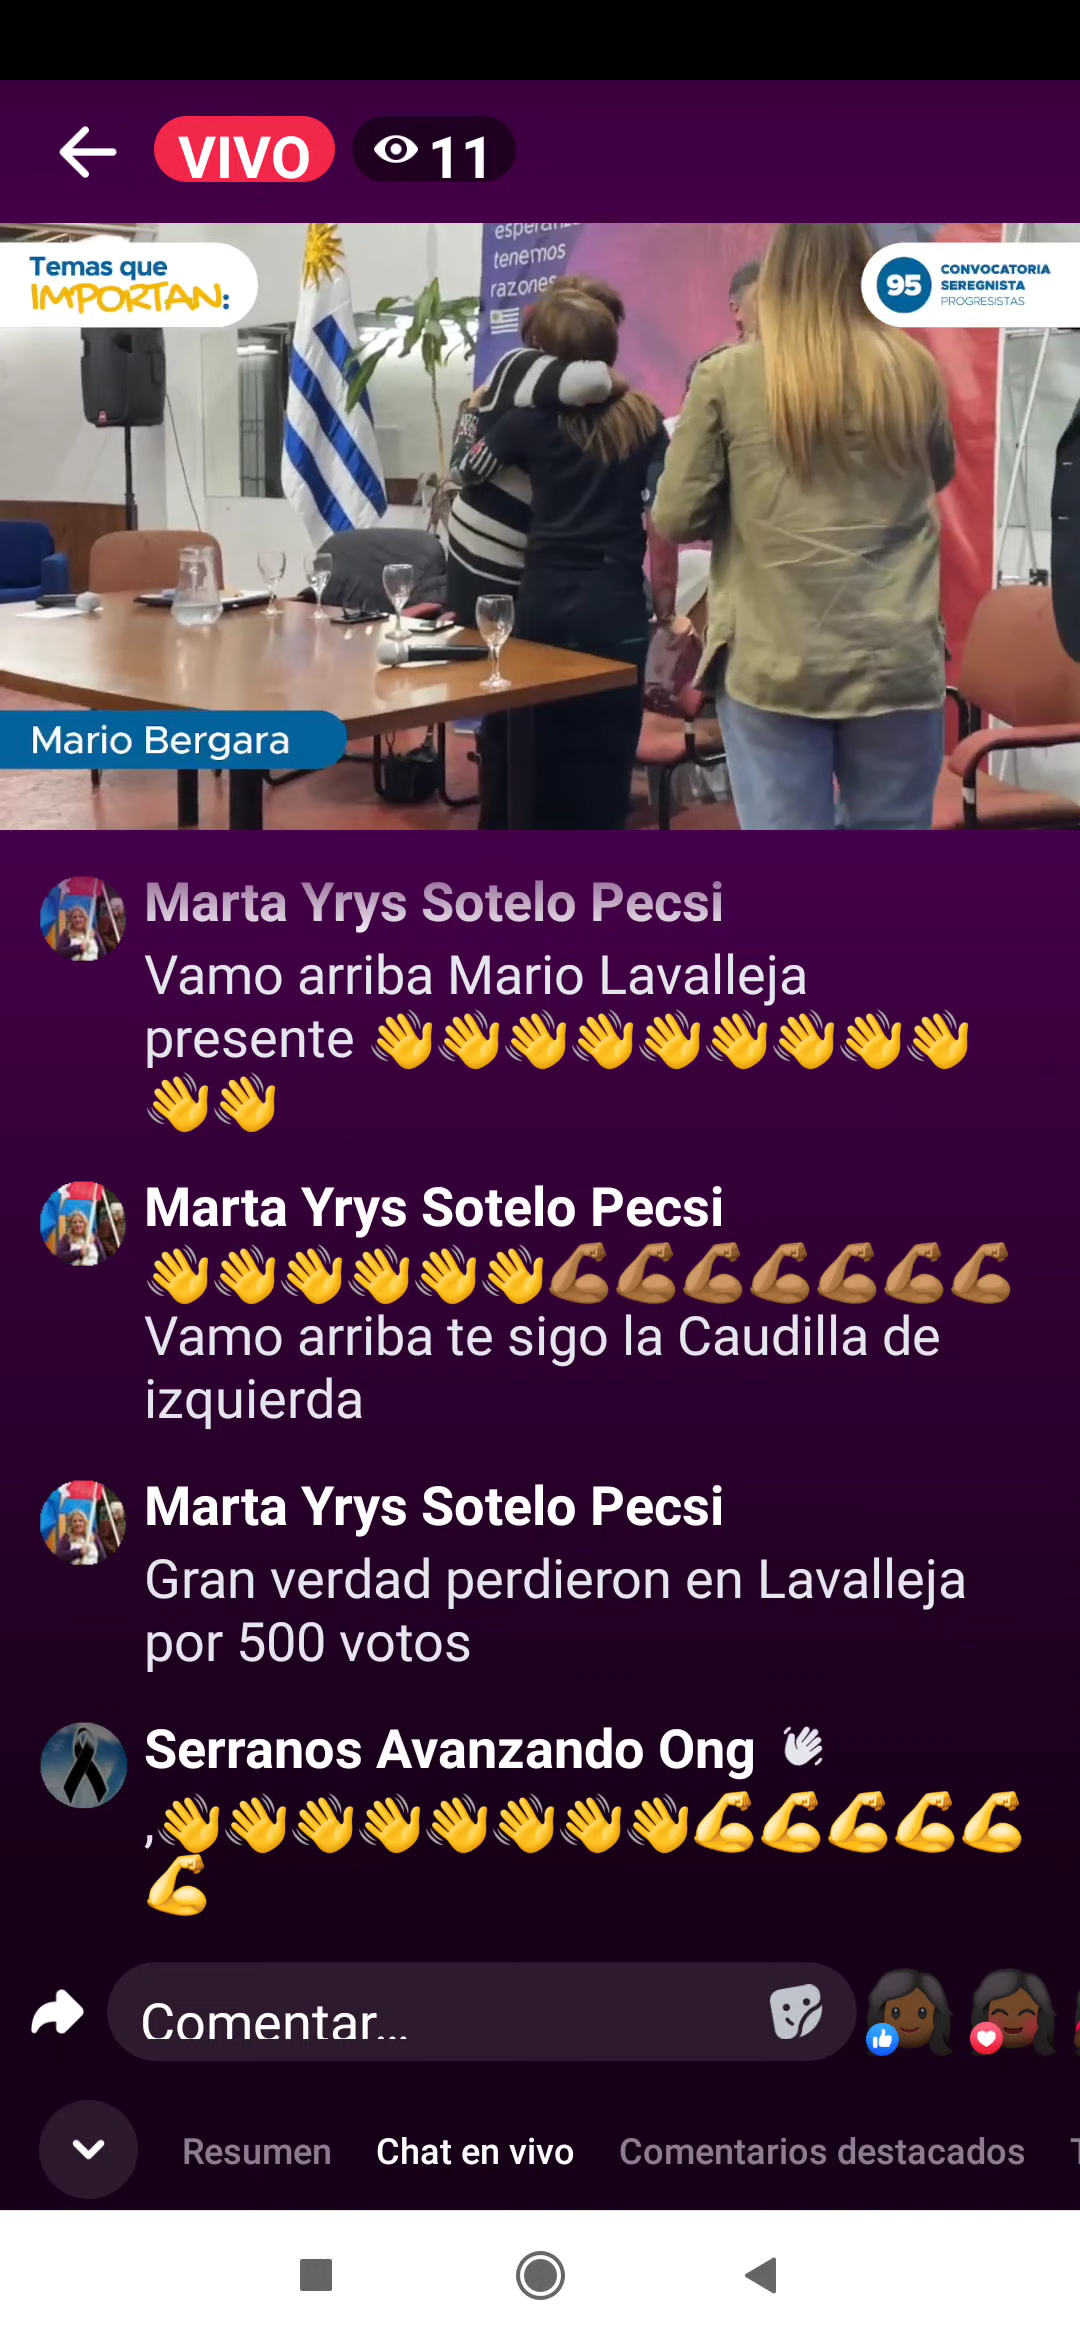 VIVO
11
esperanza
tenemos
razones
Temas que
IMPORTAN:
95
CONVOCATORIA
SEREGNISTA
PROGRESISTAS
Mario Bergara
Marta Yrys Sotelo Pecsi
Vamo arriba Mario Lavalleja
presente 👋👋👋👋👋👋👋👋👋
👋👋
Marta Yrys Sotelo Pecsi
👋👋👋👋👋👋💪🏾💪🏾💪🏾💪🏾💪🏾💪🏾💪🏾
Vamo arriba te sigo la Caudilla de
izquierda
Marta Yrys Sotelo Pecsi
Gran verdad perdieron en Lavalleja
por 500 votos
Serranos Avanzando Ong 👋
,👋👋👋👋👋👋👋👋💪💪💪💪💪
💪
Comentar...
Resumen
Chat en vivo
Comentarios destacados